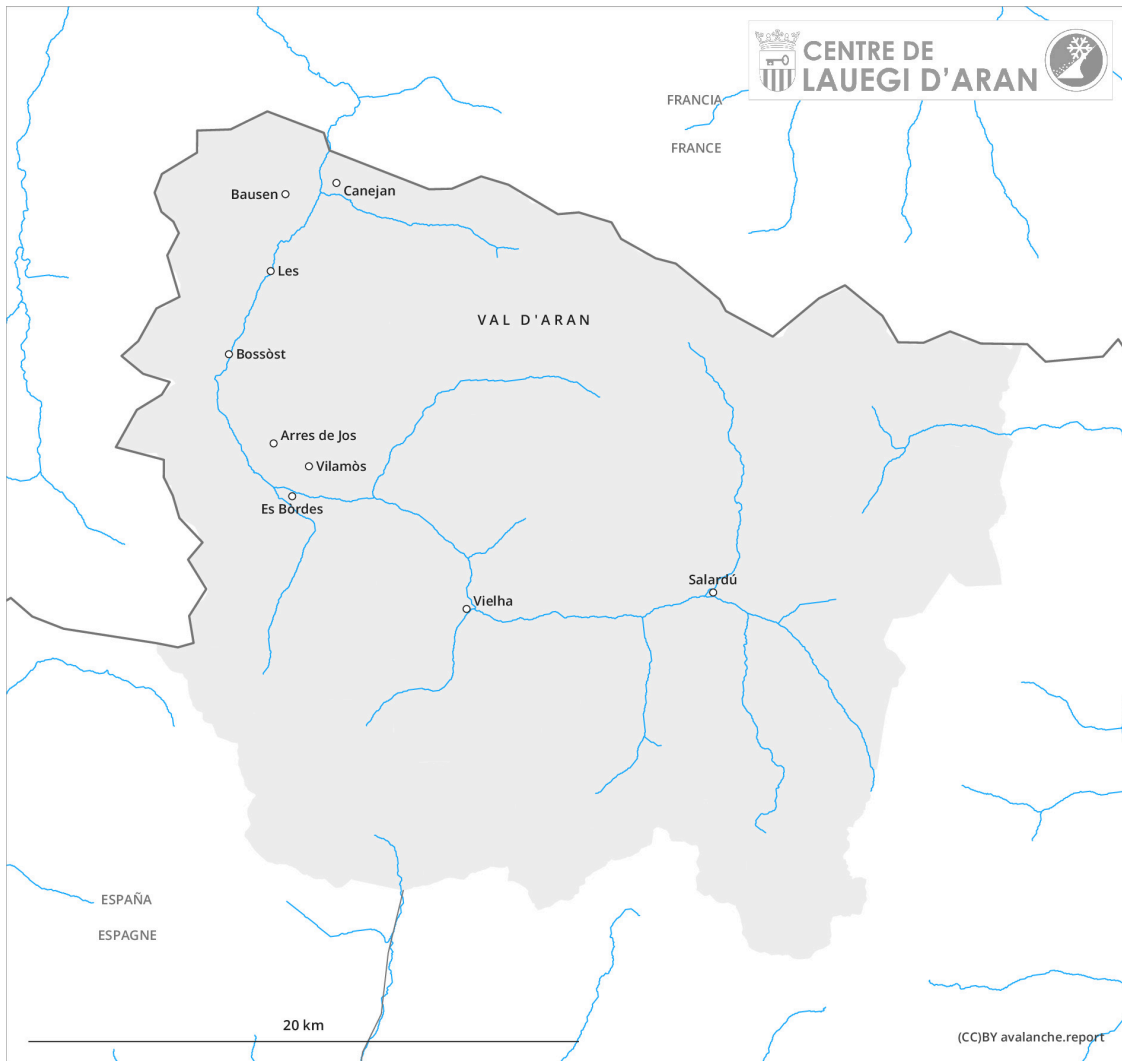 CENTRE DE
LAUEGI D'ARAN
FRANCIA
FRANCE
Bausen
Canejan
Les
VAL D'ARAN
Bossòst
Arres de Jos
Vilamòs
Es Bòrdes
Salardú
Vielha
ESPAÑA
ESPAGNE
20 km
(CC)BY avalanche.report